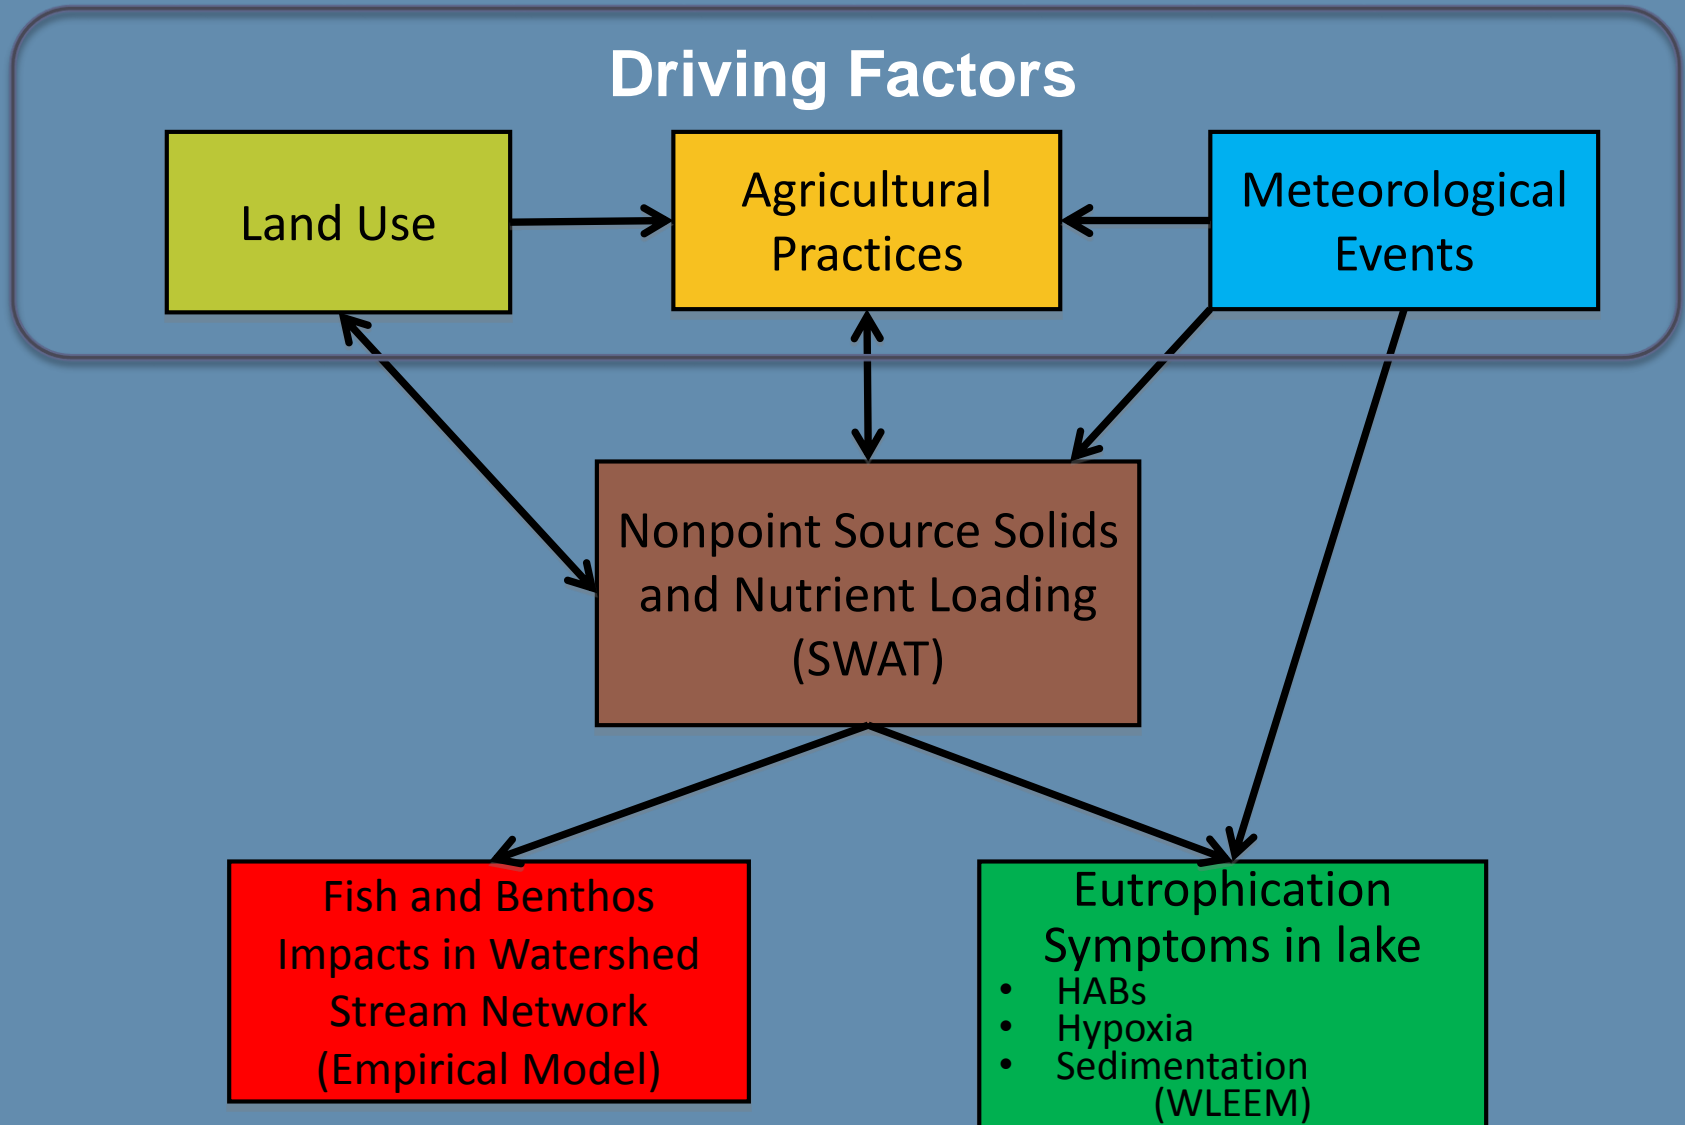 Driving Factors
Land Use
Agricultural
Practices
Meteorological
Events
Nonpoint Source Solids
and Nutrient Loading
(SWAT)
Fish and Benthos
Impacts in Watershed
Stream Network
(Empirical Model)
Eutrophication
Symptoms in lake
• HABs
• Hypoxia
• Sedimentation
(WLEEM)